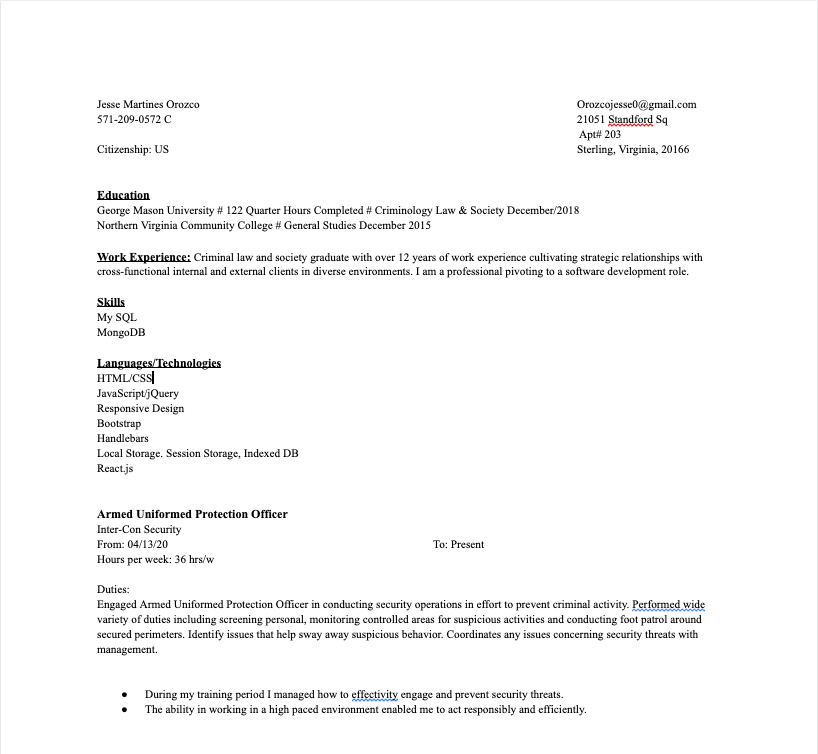 Jesse Martines Orozco
Orozcojesse0@gmail.com
571-209-0572 C
21051 Standford Sq
Apt# 203
Citizenship: US
Sterling, Virginia, 20166
Education
George Mason University # 122 Quarter Hours Completed # Criminology Law & Society December/2018
Northern Virginia Community College # General Studies December 2015
Work Experience: Criminal law and society graduate with over 12 years of work experience cultivating strategic relationships with
cross-functional internal and external clients in diverse environments. I am a professional pivoting to a software development role.
Skills
My SQL
MongoDB
Languages/Technologies
HTML/CSS
JavaScript/jQuery
Responsive Design
Bootstrap
Handlebars
Local Storage. Session Storage, Indexed DB
React.js
Armed Uniformed Protection Officer
Inter-Con Security
From: 04/13/20 To: Present
Hours per week: 36 hrs/w
Duties:
Engaged Armed Uniformed Protection Officer in conducting security operations in effort to prevent criminal activity. Performed wide
variety of duties including screening personal, monitoring controlled areas for suspicious activities and conducting foot patrol around
secured perimeters. Identify issues that help sway away suspicious behavior. Coordinates any issues concerning security threats with
management.
● During my training period I managed how to effectivity engage and prevent security threats.
● The ability in working in a high paced environment enabled me to act responsibly and efficiently.